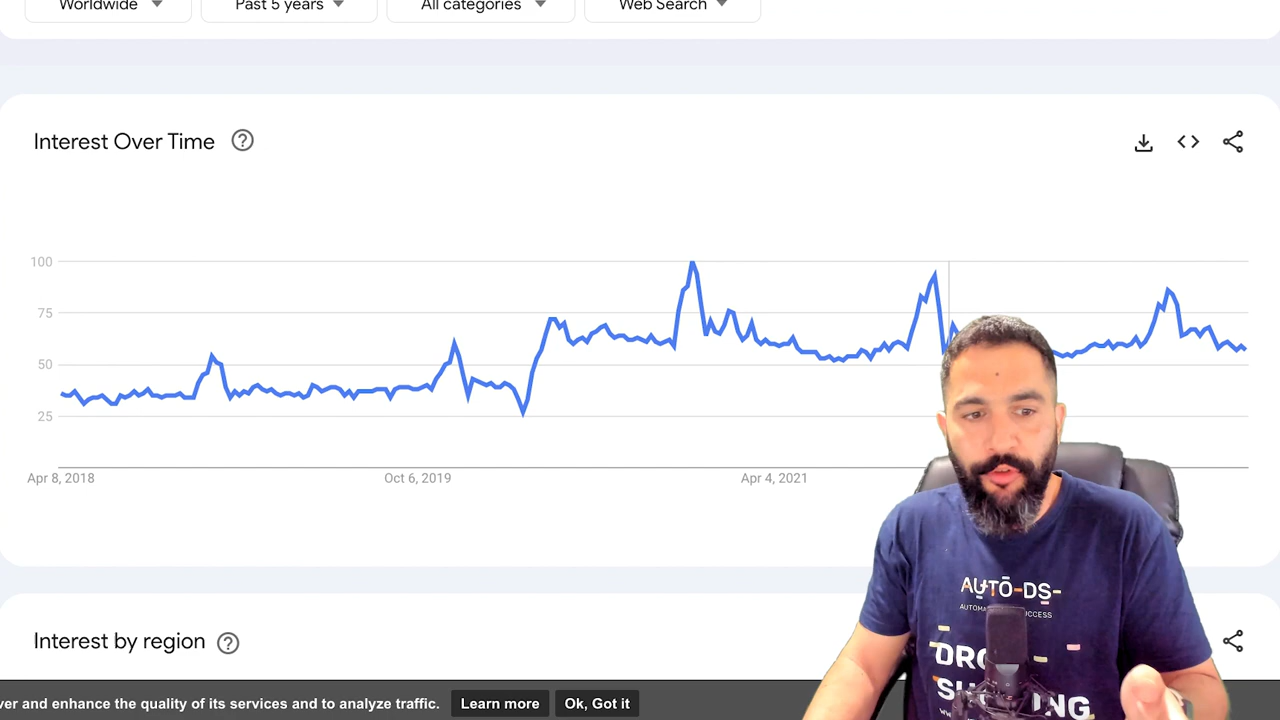 Worldwide
Past 5 years
All categories
Web Search
Interest Over Time
100
75
50
25
Apr 8, 2018
Oct 6, 2019
Apr 4, 2021
Interest by region
ver and enhance the quality of its services and to analyze traffic.
Learn more
Ok, Got it
AUTO-DS-